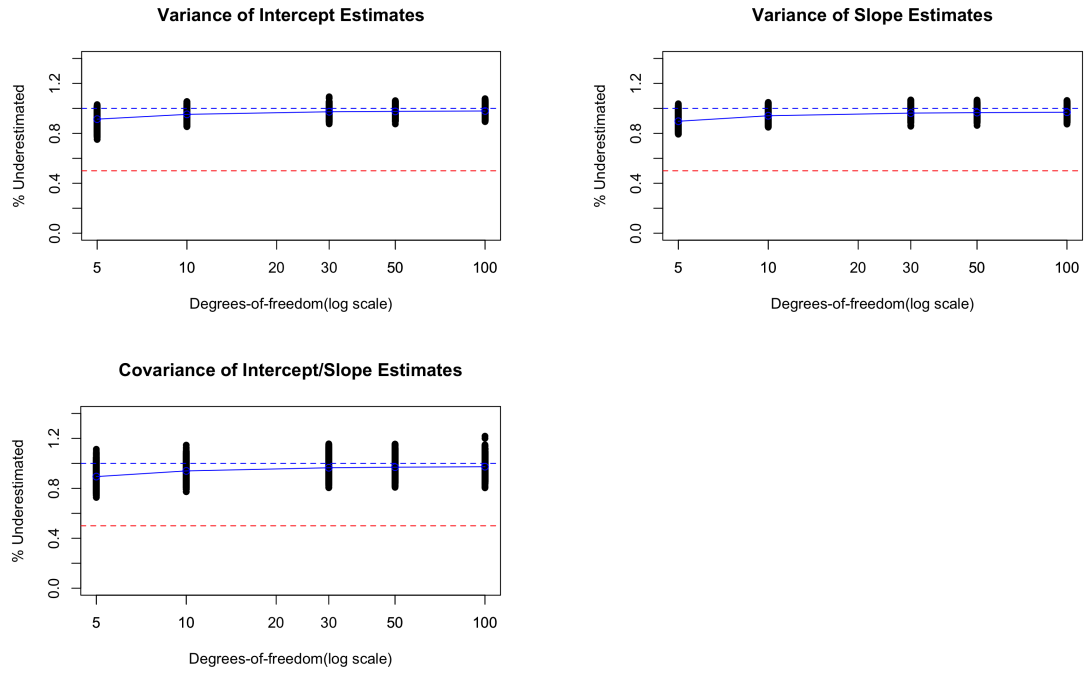 Variance of Intercept Estimates
% Underestimated
0.0 0.4 0.8 1.2
5 10 20 30 50 100
Degrees-of-freedom(log scale)
Variance of Slope Estimates
% Underestimated
0.0 0.4 0.8 1.2
5 10 20 30 50 100
Degrees-of-freedom(log scale)
Covariance of Intercept/Slope Estimates
% Underestimated
0.0 0.4 0.8 1.2
5 10 20 30 50 100
Degrees-of-freedom(log scale)